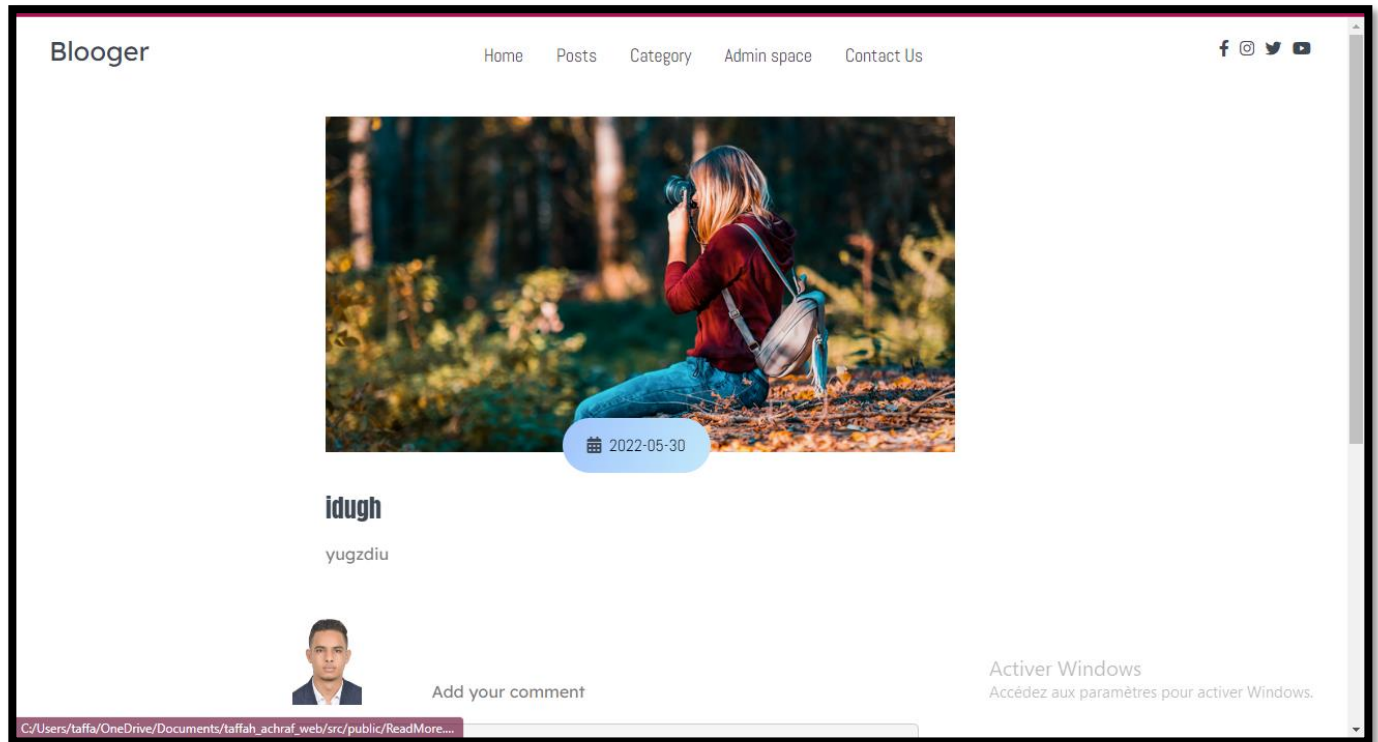 Blooger
Home Posts Category Admin space Contact Us
2022-05-30
idugh
yugzdiu
Add your comment
Activer Windows
Accédez aux paramètres pour activer Windows.
C:/Users/taffa/OneDrive/Documents/taffah_achraf_web/src/public/ReadMore....